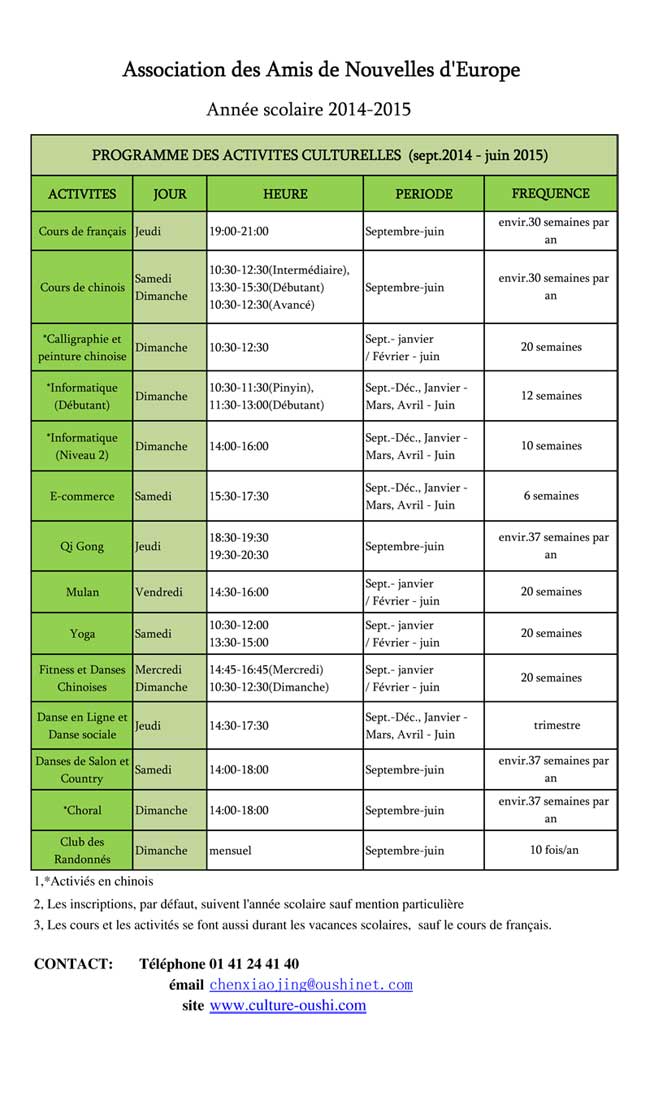 Association des Amis de Nouvelles d'Europe
Année scolaire 2014-2015
PROGRAMME DES ACTIVITES CULTURELLES (sept.2014 - juin 2015)
ACTIVITES JOUR HEURE PERIODE FREQUENCE
Cours de français Jeudi 19:00-21:00 Septembre-juin envir.30 semaines par
an
Cours de chinois Samedi
Dimanche
10:30-12:30(Intermédiaire),
13:30-15:30(Débutant)
10:30-12:30(Avancé)
Septembre-juin
envir.30 semaines par
an
*Calligraphie et
peinture chinoise
Dimanche
10:30-12:30
Sept.- janvier
/ Février - juin
20 semaines
*Informatique
(Débutant)
Dimanche
10:30-11:30(Pinyin),
11:30-13:00(Débutant)
Sept.-Déc., Janvier -
Mars, Avril - Juin
12 semaines
*Informatique
(Niveau 2)
Dimanche
14:00-16:00
Sept.-Déc., Janvier -
Mars, Avril - Juin
10 semaines
E-commerce
Samedi
15:30-17:30
Sept.-Déc., Janvier -
Mars, Avril - Juin
6 semaines
Qi Gong
Jeudi
18:30-19:30
19:30-20:30
Septembre-juin
envir.37 semaines par
an
Mulan
Vendredi
14:30-16:00
Sept.- janvier
/ Février - juin
20 semaines
Yoga
Samedi
10:30-12:00
13:30-15:00
Sept.- janvier
/ Février - juin
20 semaines
Fitness et Danses
Chinoises
Mercredi
Dimanche
14:45-16:45(Mercredi)
10:30-12:30(Dimanche)
Sept.- janvier
/ Février - juin
20 semaines
Danse en Ligne et
Danse sociale
Jeudi
14:30-17:30
Sept.-Déc., Janvier -
Mars, Avril - Juin
trimestre
Danses de Salon et
Country
Samedi
14:00-18:00
Septembre-juin
envir.37 semaines par
an
*Choral
Dimanche
14:00-18:00
Septembre-juin
envir.37 semaines par
an
Club des
Randonnés
Dimanche
mensuel
Septembre-juin
10 fois/an
1,*Activiés en chinois
2, Les inscriptions, par défaut, suivent l'année scolaire sauf mention particulière
3, Les cours et les activités se font aussi durant les vacances scolaires, sauf le cours de français.
CONTACT: Téléphone 01 41 24 41 40
émail chenxiaojing@oushinet.com
site www.culture-oushi.com